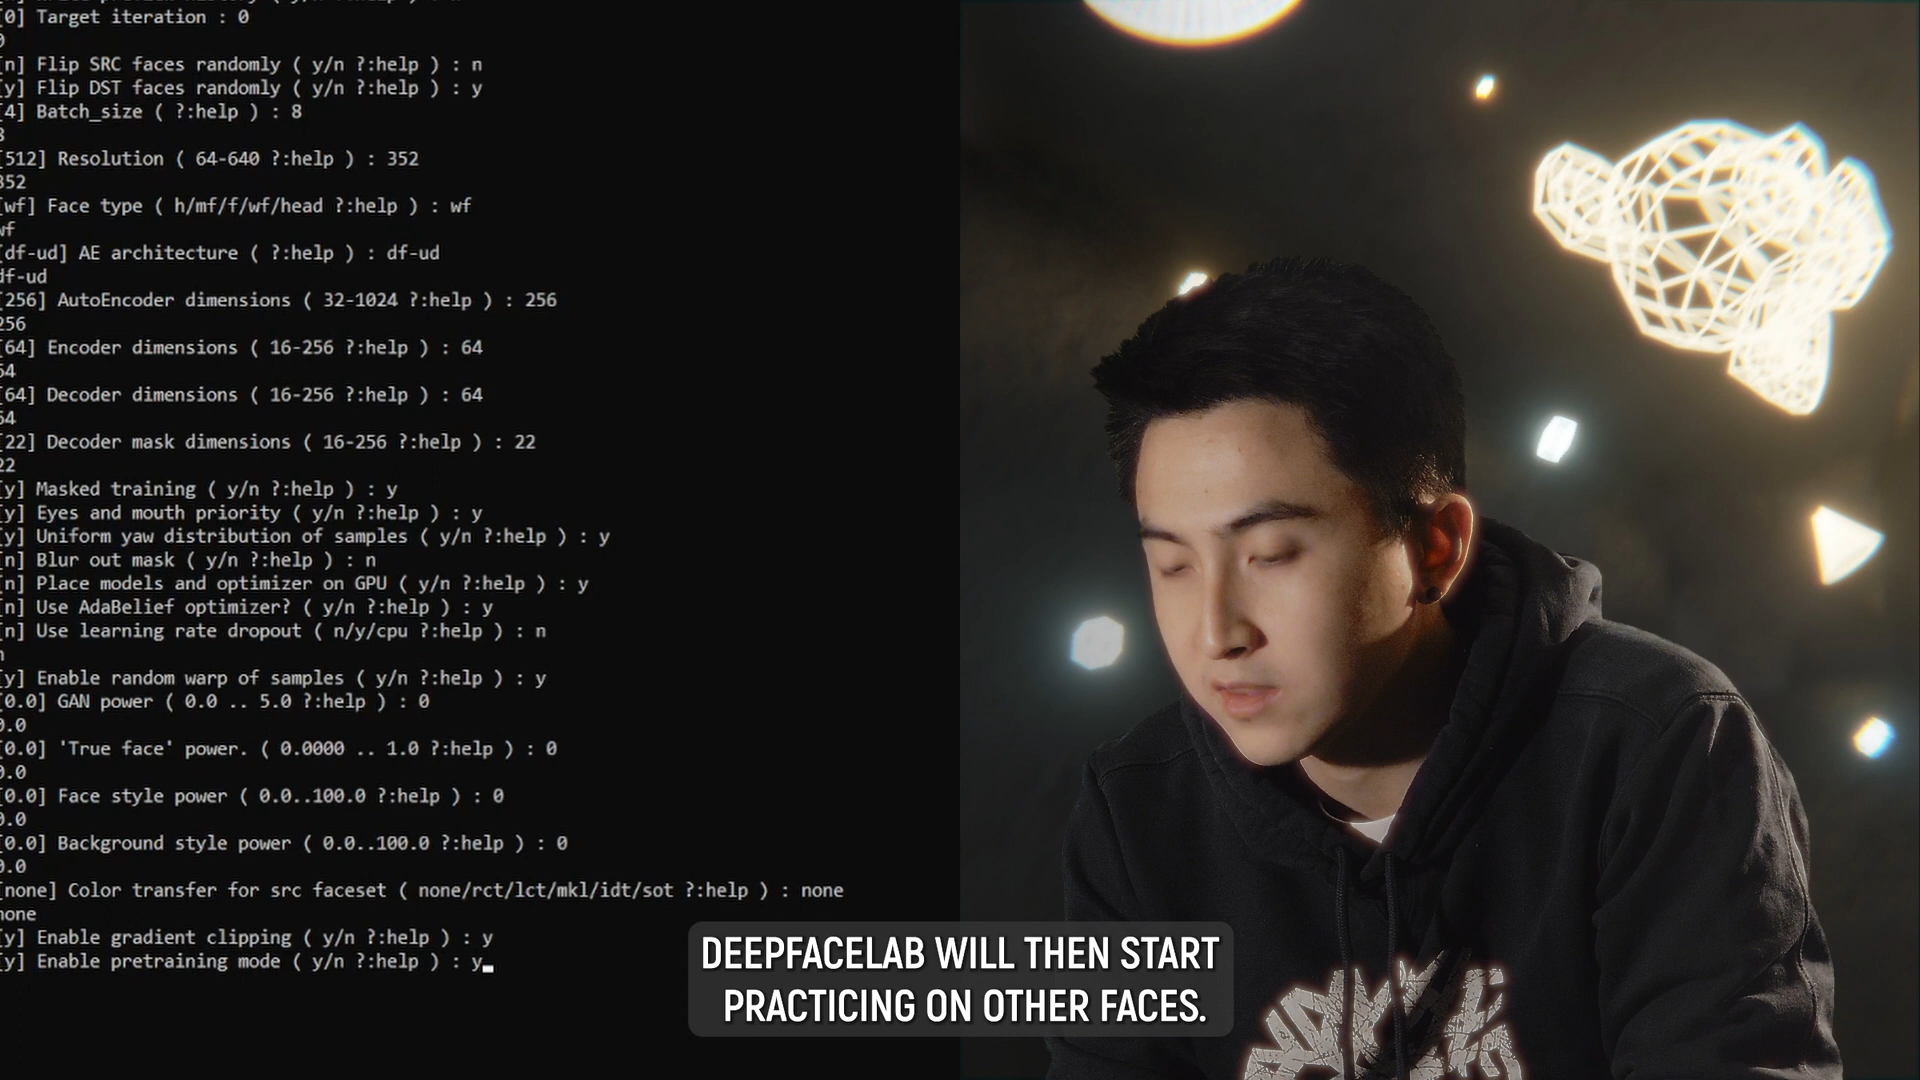 [0] Target iteration : 0
0
[n] Flip SRC faces randomly ( y/n ?:help ) : n
[y] Flip DST faces randomly ( y/n ?:help ) : y
[4] Batch_size ( ?:help ) : 8
8
[512] Resolution ( 64-640 ?:help ) : 352
352
[wf] Face type ( h/mf/f/wf/head ?:help ) : wf
wf
[df-ud] AE architecture ( ?:help ) : df-ud
df-ud
[256] AutoEncoder dimensions ( 32-1024 ?:help ) : 256
256
[64] Encoder dimensions ( 16-256 ?:help ) : 64
64
[64] Decoder dimensions ( 16-256 ?:help ) : 64
64
[22] Decoder mask dimensions ( 16-256 ?:help ) : 22
22
[y] Masked training ( y/n ?:help ) : y
[y] Eyes and mouth priority ( y/n ?:help ) : y
[y] Uniform yaw distribution of samples ( y/n ?:help ) : y
[n] Blur out mask ( y/n ?:help ) : n
[n] Place models and optimizer on GPU ( y/n ?:help ) : y
[n] Use AdaBelief optimizer? ( y/n ?:help ) : y
[n] Use learning rate dropout ( n/y/cpu ?:help ) : n
n
[y] Enable random warp of samples ( y/n ?:help ) : y
[0.0] GAN power ( 0.0 .. 5.0 ?:help ) : 0
0.0
[0.0] 'True face' power. ( 0.0000 .. 1.0 ?:help ) : 0
0.0
[0.0] Face style power ( 0.0..100.0 ?:help ) : 0
0.0
[0.0] Background style power ( 0.0..100.0 ?:help ) : 0
0.0
[none] Color transfer for src faceset ( none/rct/lct/mkl/idt/sot ?:help ) : none
none
[y] Enable gradient clipping ( y/n ?:help ) : y
[y] Enable pretraining mode ( y/n ?:help ) : y
DEEPFACELAB WILL THEN START
PRACTICING ON OTHER FACES.